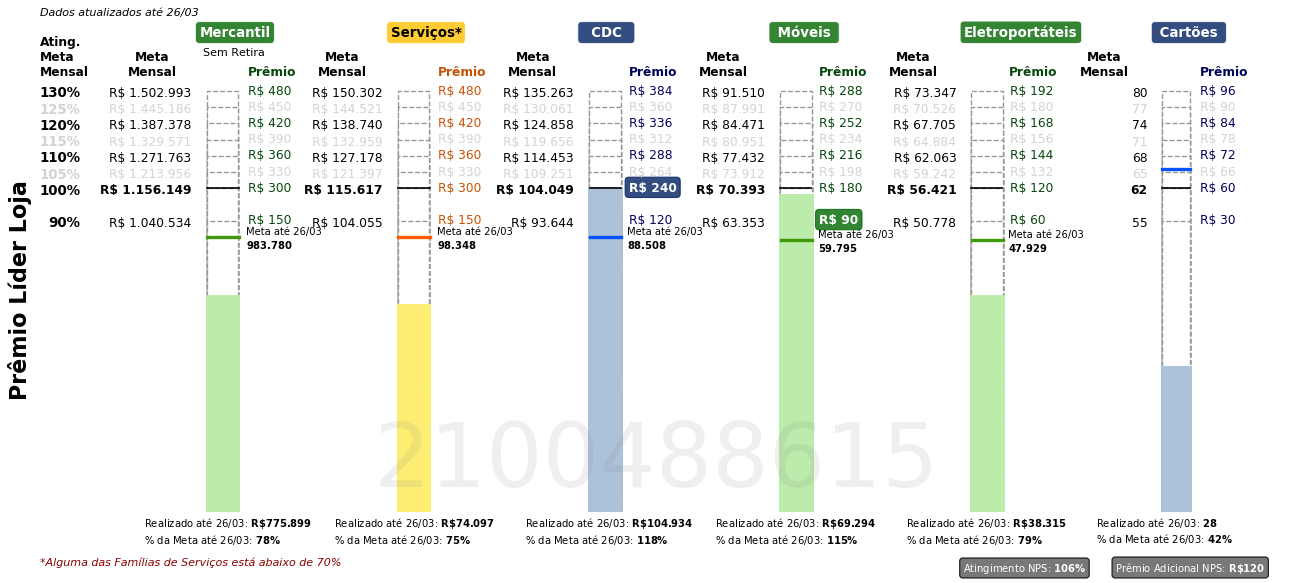 Dados atualizados até 26/03
Mercantil Serviços* CDC Móveis Eletroportáteis Cartões
Sem Retira
Ating. Meta Mensal
Meta Mensal Prêmio Meta Mensal Prêmio Meta Mensal Prêmio Meta Mensal Prêmio Meta Mensal Prêmio Meta Mensal Prêmio
130% R$ 1.502.993 R$ 480 R$ 150.302 R$ 480 R$ 135.263 R$ 384 R$ 91.510 R$ 288 R$ 73.347 R$ 192 80 R$ 96
125% R$ 1.445.186 R$ 450 R$ 144.521 R$ 450 R$ 130.061 R$ 360 R$ 87.991 R$ 270 R$ 70.526 R$ 180 77 R$ 90
120% R$ 1.387.378 R$ 420 R$ 138.740 R$ 420 R$ 124.858 R$ 336 R$ 84.471 R$ 252 R$ 67.705 R$ 168 74 R$ 84
115% R$ 1.329.571 R$ 390 R$ 132.959 R$ 390 R$ 119.656 R$ 312 R$ 80.951 R$ 234 R$ 64.884 R$ 156 71 R$ 78
110% R$ 1.271.763 R$ 360 R$ 127.178 R$ 360 R$ 114.453 R$ 288 R$ 77.432 R$ 216 R$ 62.063 R$ 144 68 R$ 72
105% R$ 1.213.956 R$ 330 R$ 121.397 R$ 330 R$ 109.251 R$ 264 R$ 73.912 R$ 198 R$ 59.242 R$ 132 65 R$ 66
100% R$ 1.156.149 R$ 300 R$ 115.617 R$ 300 R$ 104.049 R$ 240 R$ 70.393 R$ 180 R$ 56.421 R$ 120 62 R$ 60
90% R$ 1.040.534 R$ 150 R$ 104.055 R$ 150 R$ 93.644 R$ 120 R$ 63.353 R$ 90 R$ 50.778 R$ 60 55 R$ 30
Meta até 26/03 Meta até 26/03 Meta até 26/03 Meta até 26/03 Meta até 26/03
983.780 98.348 88.508 59.795 47.929
Prêmio Líder Loja
2100488615
Realizado até 26/03: R$775.899 Realizado até 26/03: R$74.097 Realizado até 26/03: R$104.934 Realizado até 26/03: R$69.294 Realizado até 26/03: R$38.315 Realizado até 26/03: 28
% da Meta até 26/03: 78% % da Meta até 26/03: 75% % da Meta até 26/03: 118% % da Meta até 26/03: 115% % da Meta até 26/03: 79% % da Meta até 26/03: 42%
*Alguma das Famílias de Serviços está abaixo de 70%
Atingimento NPS: 106% Prêmio Adicional NPS: R$120